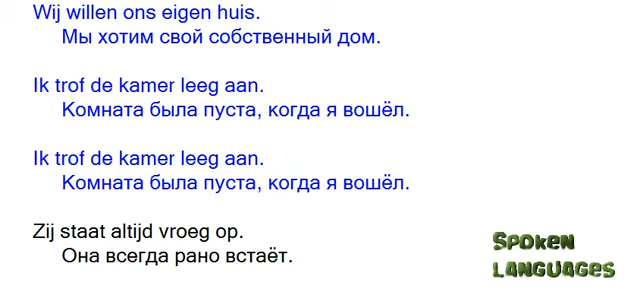 Wij willen ons eigen huis.
Мы хотим свой собственный дом.
Ik trof de kamer leeg aan.
Комната была пуста, когда я вошёл.
Ik trof de kamer leeg aan.
Комната была пуста, когда я вошёл.
Zij staat altijd vroeg op.
Она всегда рано встаёт.
Spoken
Languages